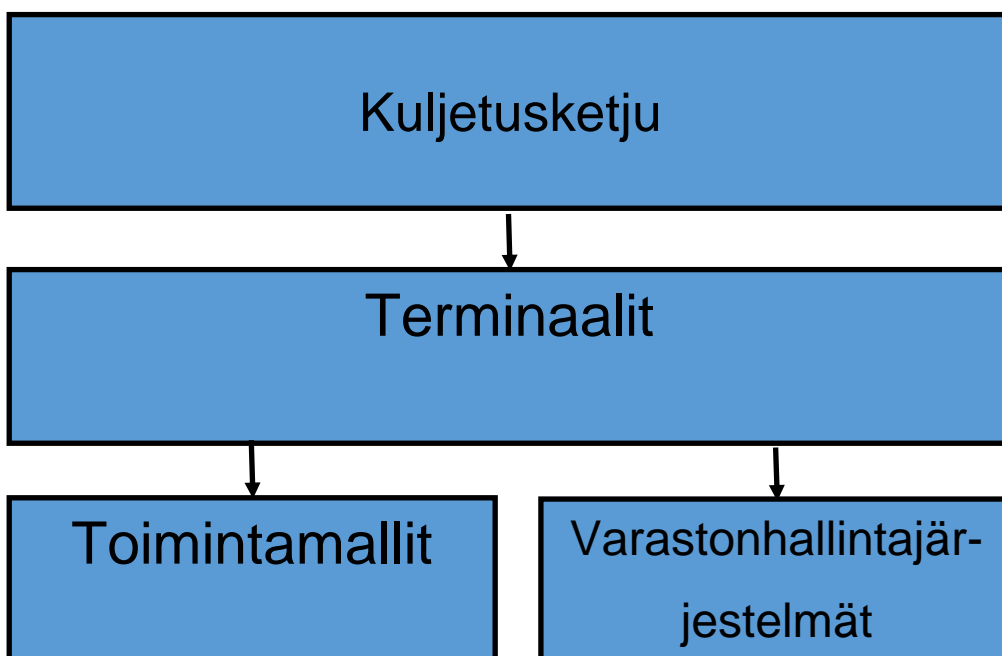 Kuljetusketju
Terminaalit
Toimintamallit
Varastonhallintajär-
jestelmät